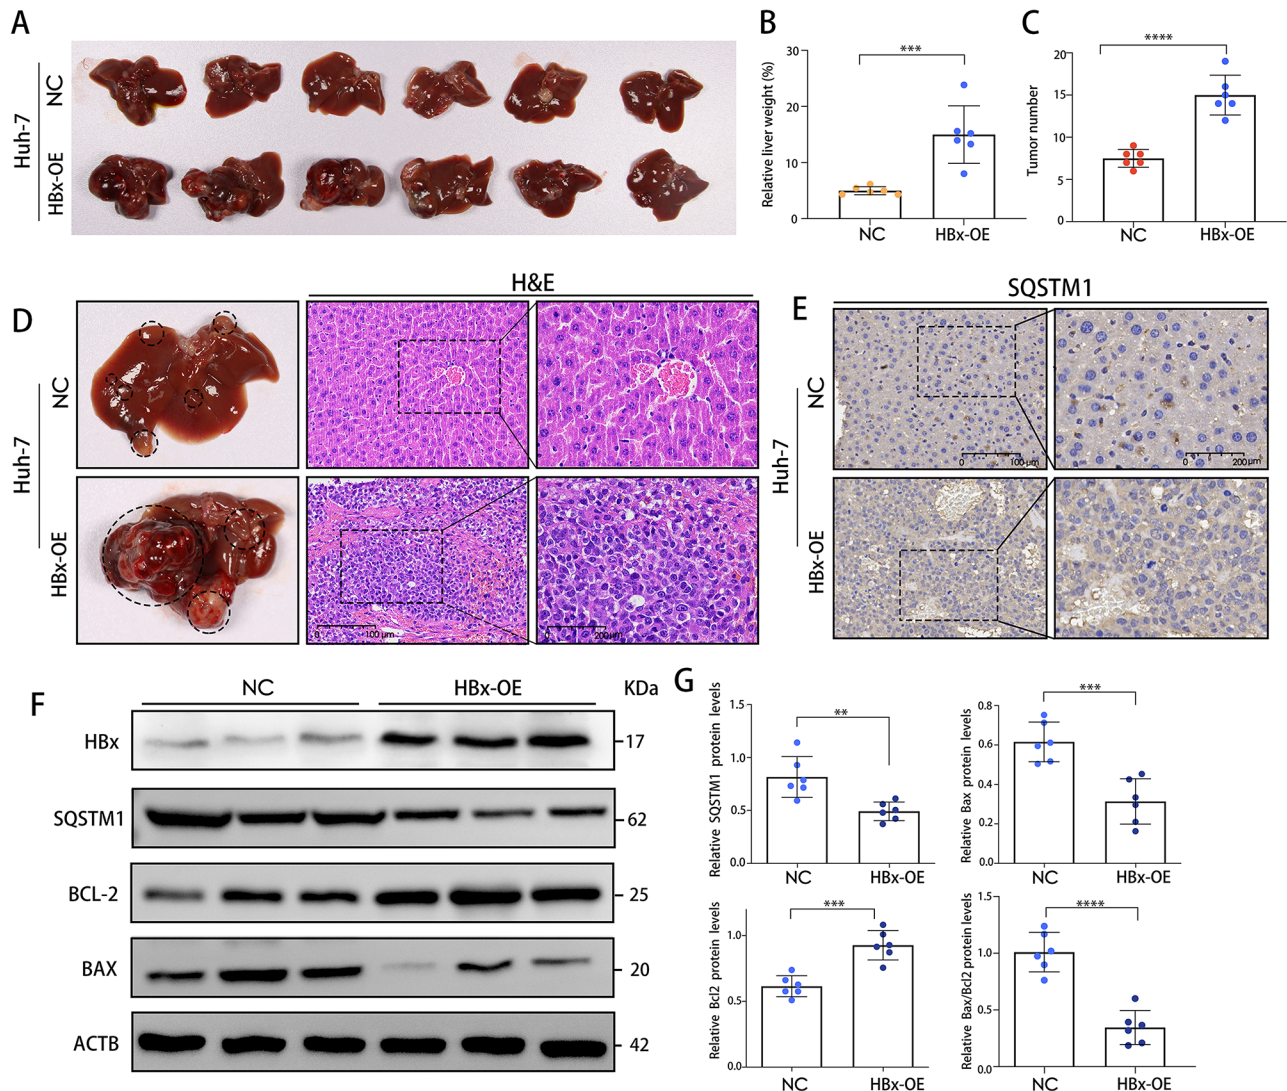 A
Huh-7
NC
HBx-OE
B
Relative liver weight (%)
30
20
10
0
***
NC
HBx-OE
C
Tumor number
20
15
10
5
0
****
NC
HBx-OE
D
H&E
Huh-7
NC
HBx-OE
0 100 μm
0 200μm
E
SQSTM1
Huh-7
NC
HBx-OE
0 100 μm
0 200 μm
F
NC
HBx-OE
KDa
HBx
17
SQSTM1
62
BCL-2
25
BAX
20
ACTB
42
G
Relative SQSTM1 protein levels
1.5
1.0
0.5
0.0
**
NC
HBx-OE
Relative Bax protein levels
0.8
0.6
0.4
0.2
0.0
***
NC
HBx-OE
Relative Bcl2 protein levels
1.0
0.5
0.0
***
NC
HBx-OE
Relative Bax/Bcl2 protein levels
1.5
1.0
0.5
0.0
****
NC
HBx-OE